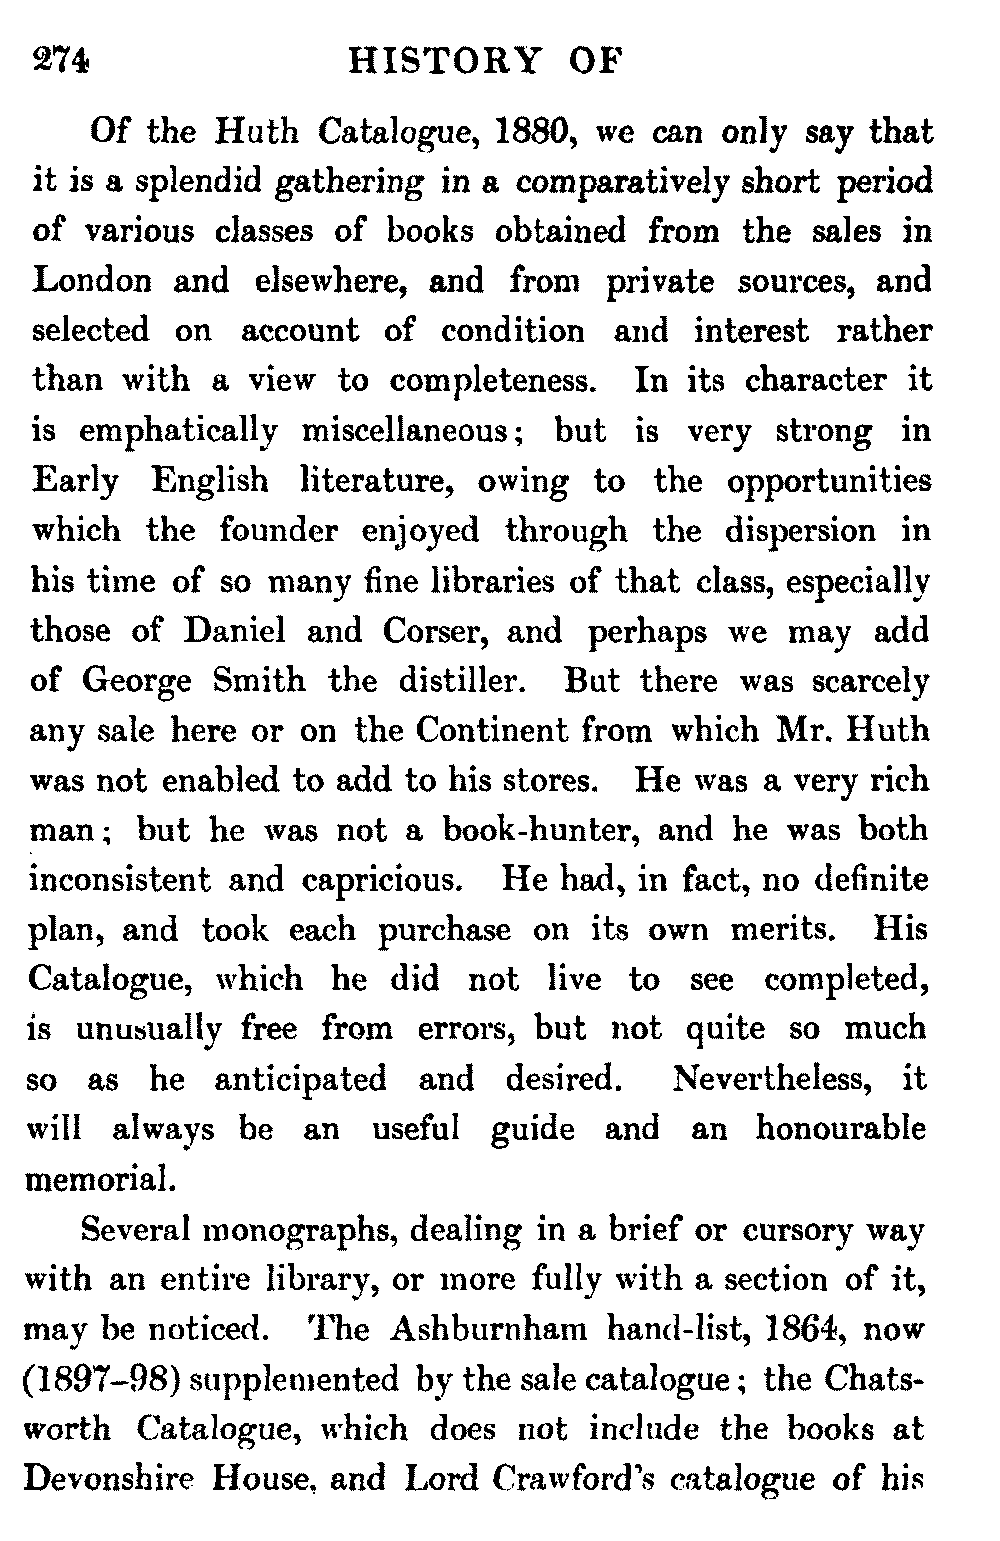 274 HISTORY OF
Of the Huth Catalogue, 1880, we can only say that
it is a splendid gathering in a comparatively short period
of various classes of books obtained from the sales in
London and elsewhere, and from private sources, and
selected on account of condition and interest rather
than with a view to completeness. In its character it
is emphatically miscellaneous; but is very strong in
Early English literature, owing to the opportunities
which the founder enjoyed through the dispersion in
his time of so many fine libraries of that class, especially
those of Daniel and Corser, and perhaps we may add
of George Smith the distiller. But there was scarcely
any sale here or on the Continent from which Mr. Huth
was not enabled to add to his stores. He was a very rich
man; but he was not a book-hunter, and he was both
inconsistent and capricious. He had, in fact, no definite
plan, and took each purchase on its own merits. His
Catalogue, which he did not live to see completed,
is unusually free from errors, but not quite so much
so as he anticipated and desired. Nevertheless, it
will always be an useful guide and an honourable
memorial.
Several monographs, dealing in a brief or cursory way
with an entire library, or more fully with a section of it,
may be noticed. The Ashburnham hand-list, 1864, now
(1897–98) supplemented by the sale catalogue; the Chats-
worth Catalogue, which does not include the books at
Devonshire House, and Lord Crawford's catalogue of his